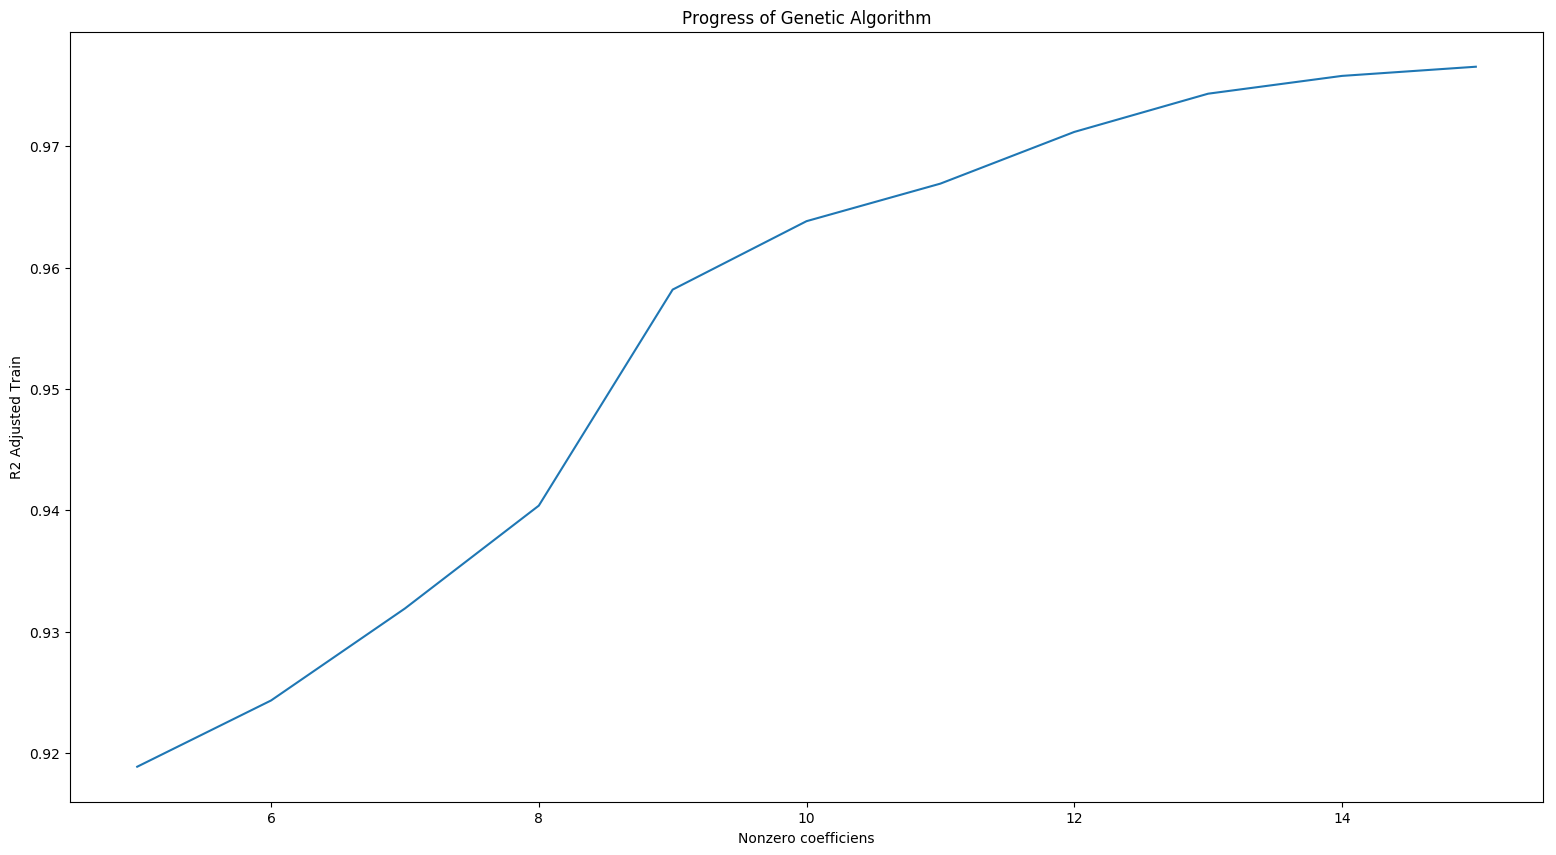 Progress of Genetic Algorithm
R2 Adjusted Train
0.97
0.96
0.95
0.94
0.93
0.92
6 8 10 12 14
Nonzero coefficiens